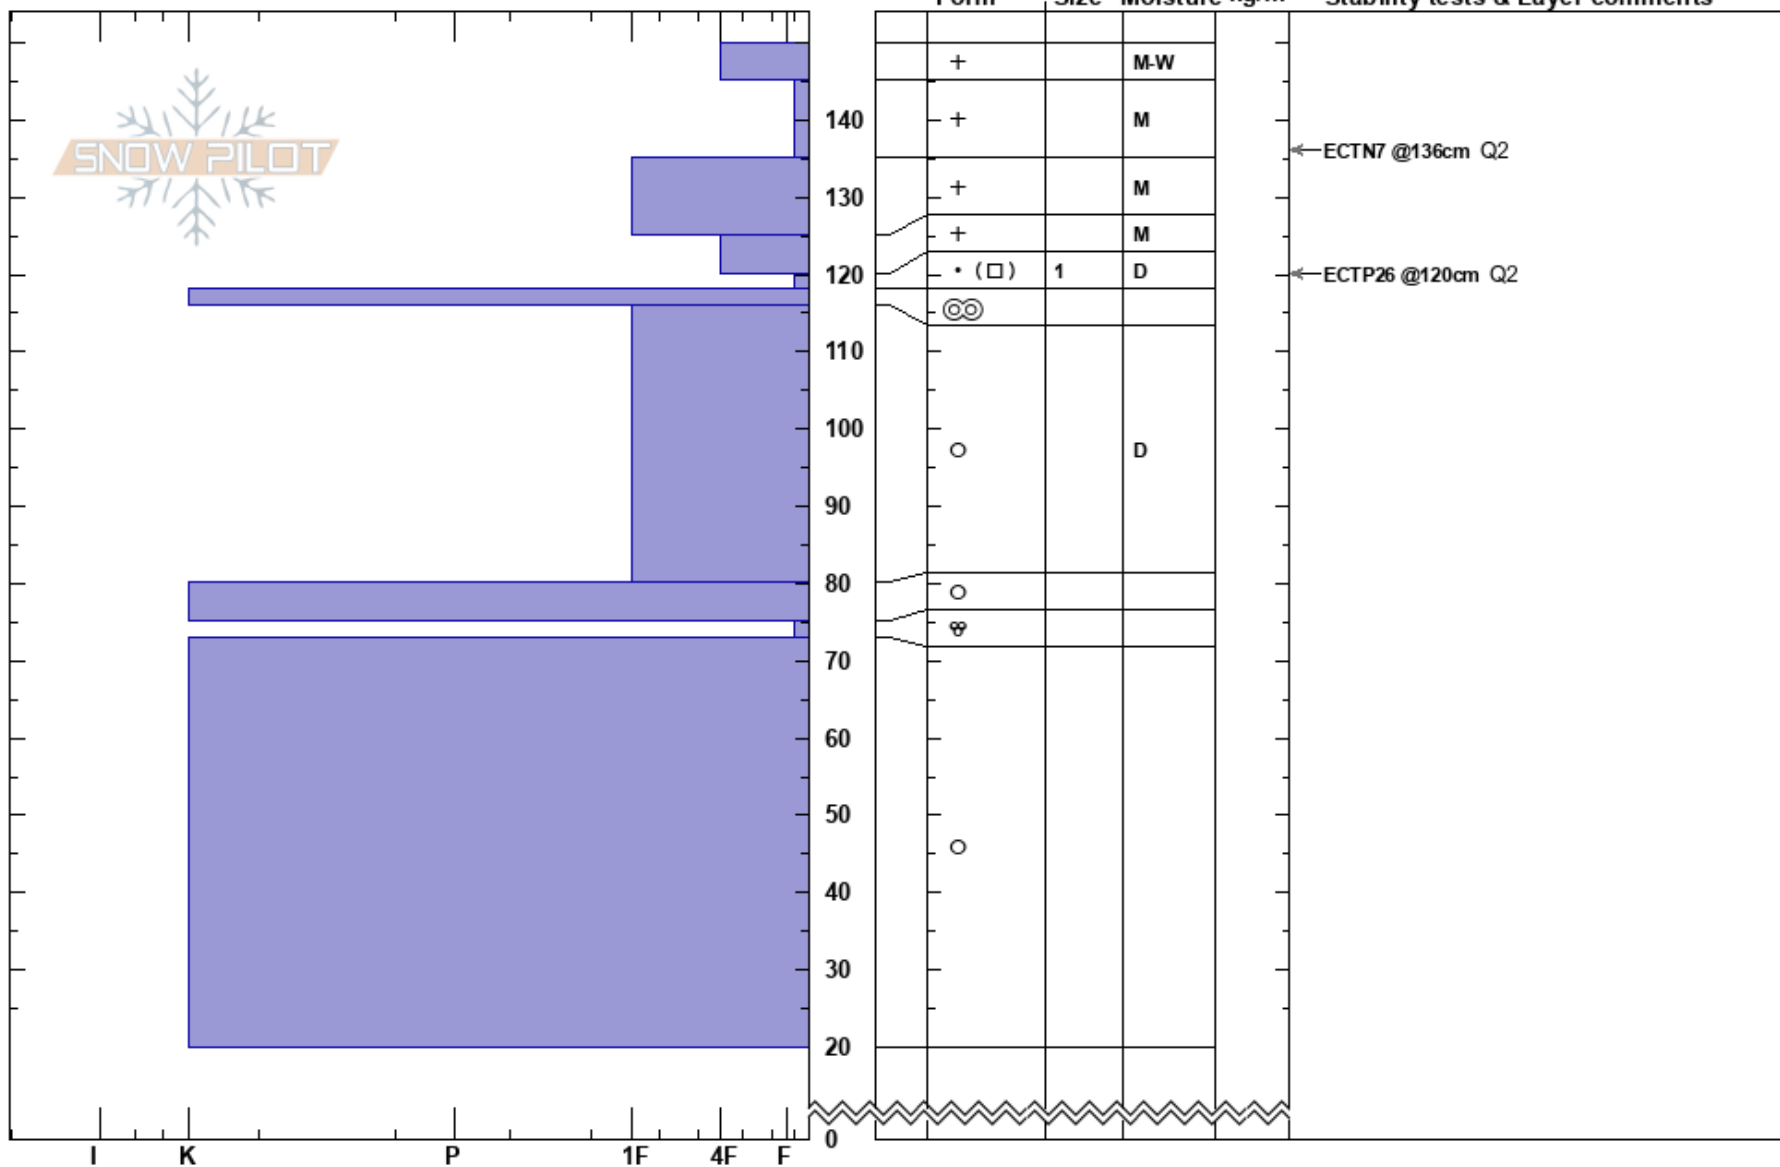 Form Size Moisture
Stability tests & Layer comments
SNOW PILOT
+ M-W
140 + M
ECTN7 @136cm Q2
130 + M
+ M
120 • (□) 1 D
ECTP26 @120cm Q2
110
100
D
90
80
70
60
50
40
30
20
0
I K P 1F 4F F